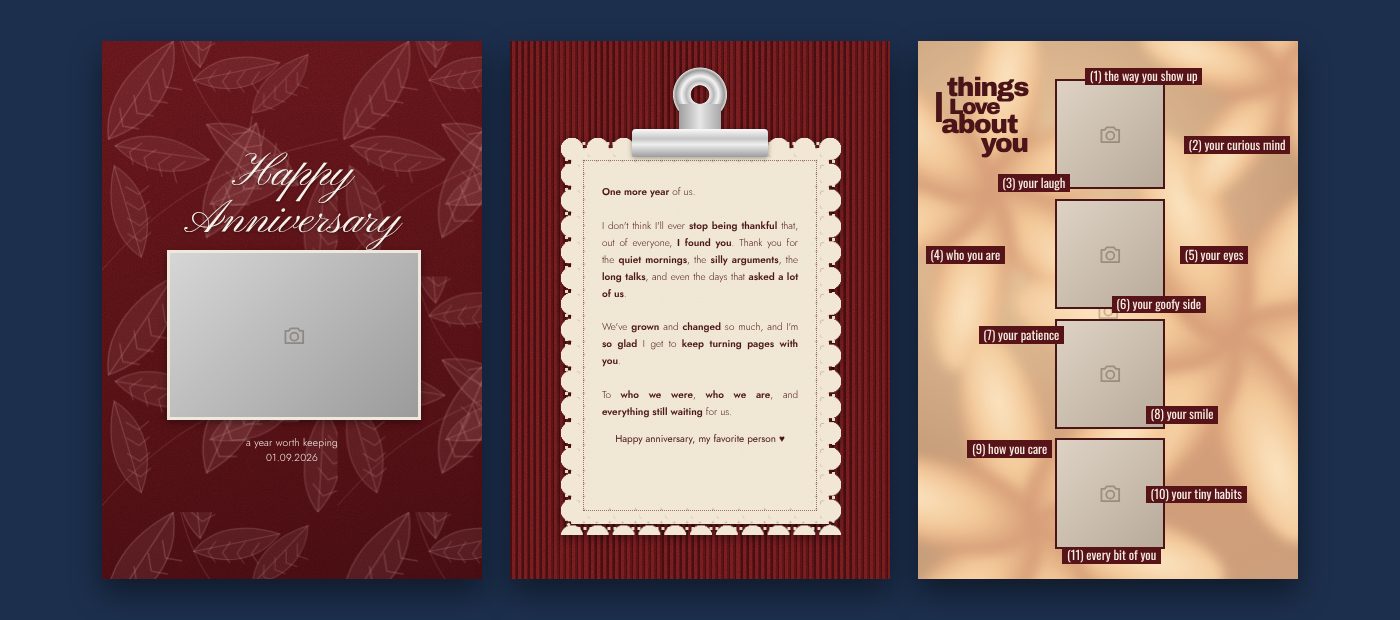 Happy
Anniversary
a year worth keeping
01.09.2026
One more year of us.
I don't think I'll ever stop being thankful that,
out of everyone, I found you. Thank you for
the quiet mornings, the silly arguments, the
long talks, and even the days that asked a lot
of us.
We've grown and changed so much, and I'm
so glad I get to keep turning pages with
you.
To who we were, who we are, and
everything still waiting for us.
Happy anniversary, my favorite person ♥
things
I Love
about
you
(1) the way you show up
(2) your curious mind
(3) your laugh
(4) who you are
(5) your eyes
(6) your goofy side
(7) your patience
(8) your smile
(9) how you care
(10) your tiny habits
(11) every bit of you